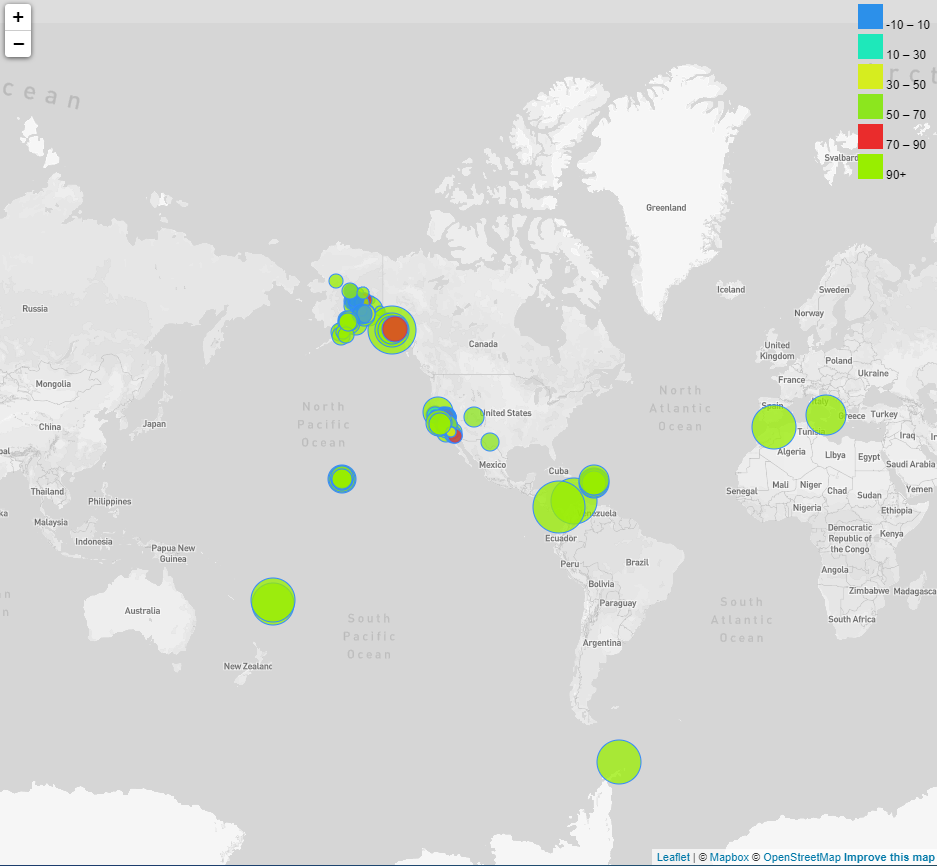 +
−
-10 – 10
10 – 30
30 – 50
50 – 70
70 – 90
90+
cean
Svalbard
Greenland
Russia
Iceland
Sweden
Norway
Canada
United
Kingdom
Poland
Ukraine
France
Mongolia
North
Pacific
Ocean
North
Atlantic
Ocean
United States
Spain
Italy
Greece
Turkey
China
Japan
Tunis
Algeria
Libya
Egypt
Iraq
Saudi Arabia
Mexico
Cuba
Thailand
Philippines
Senegal
Mali
Niger
Chad
Sudan
Yemen
Nigeria
Ethiopia
Malaysia
nezuela
Ecuador
Democratic
Republic of
the Congo
Kenya
Indonesia
Papua New
Guinea
Peru
Brazil
Angola
Bolivia
Zimbabwe
Madagasca
Australia
Paraguay
South
Pacific
Ocean
South
Atlantic
Ocean
South Africa
Argentina
New Zealanc
Leaflet | © Mapbox © OpenStreetMap Improve this map